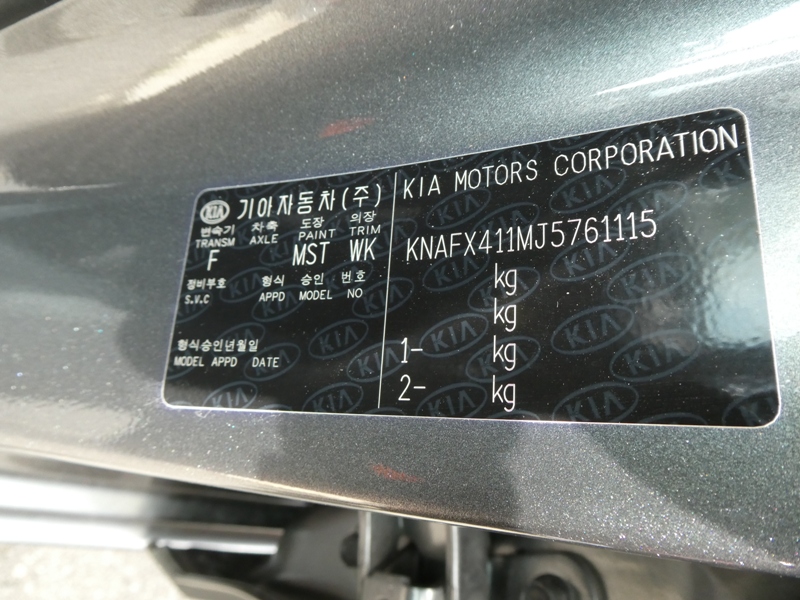 KIA 기아자동차(주)
변속기 차축 도장 의장
TRANSM AXLE PAINT TRIM
F MST WK
정비부호 형식 승인 번호
S.V.C APPD MODEL NO
형식승인년월일
MODEL APPD DATE
KIA MOTORS CORPORATION
KNAFX411MJ5761115
kg
kg
1- kg
2- kg